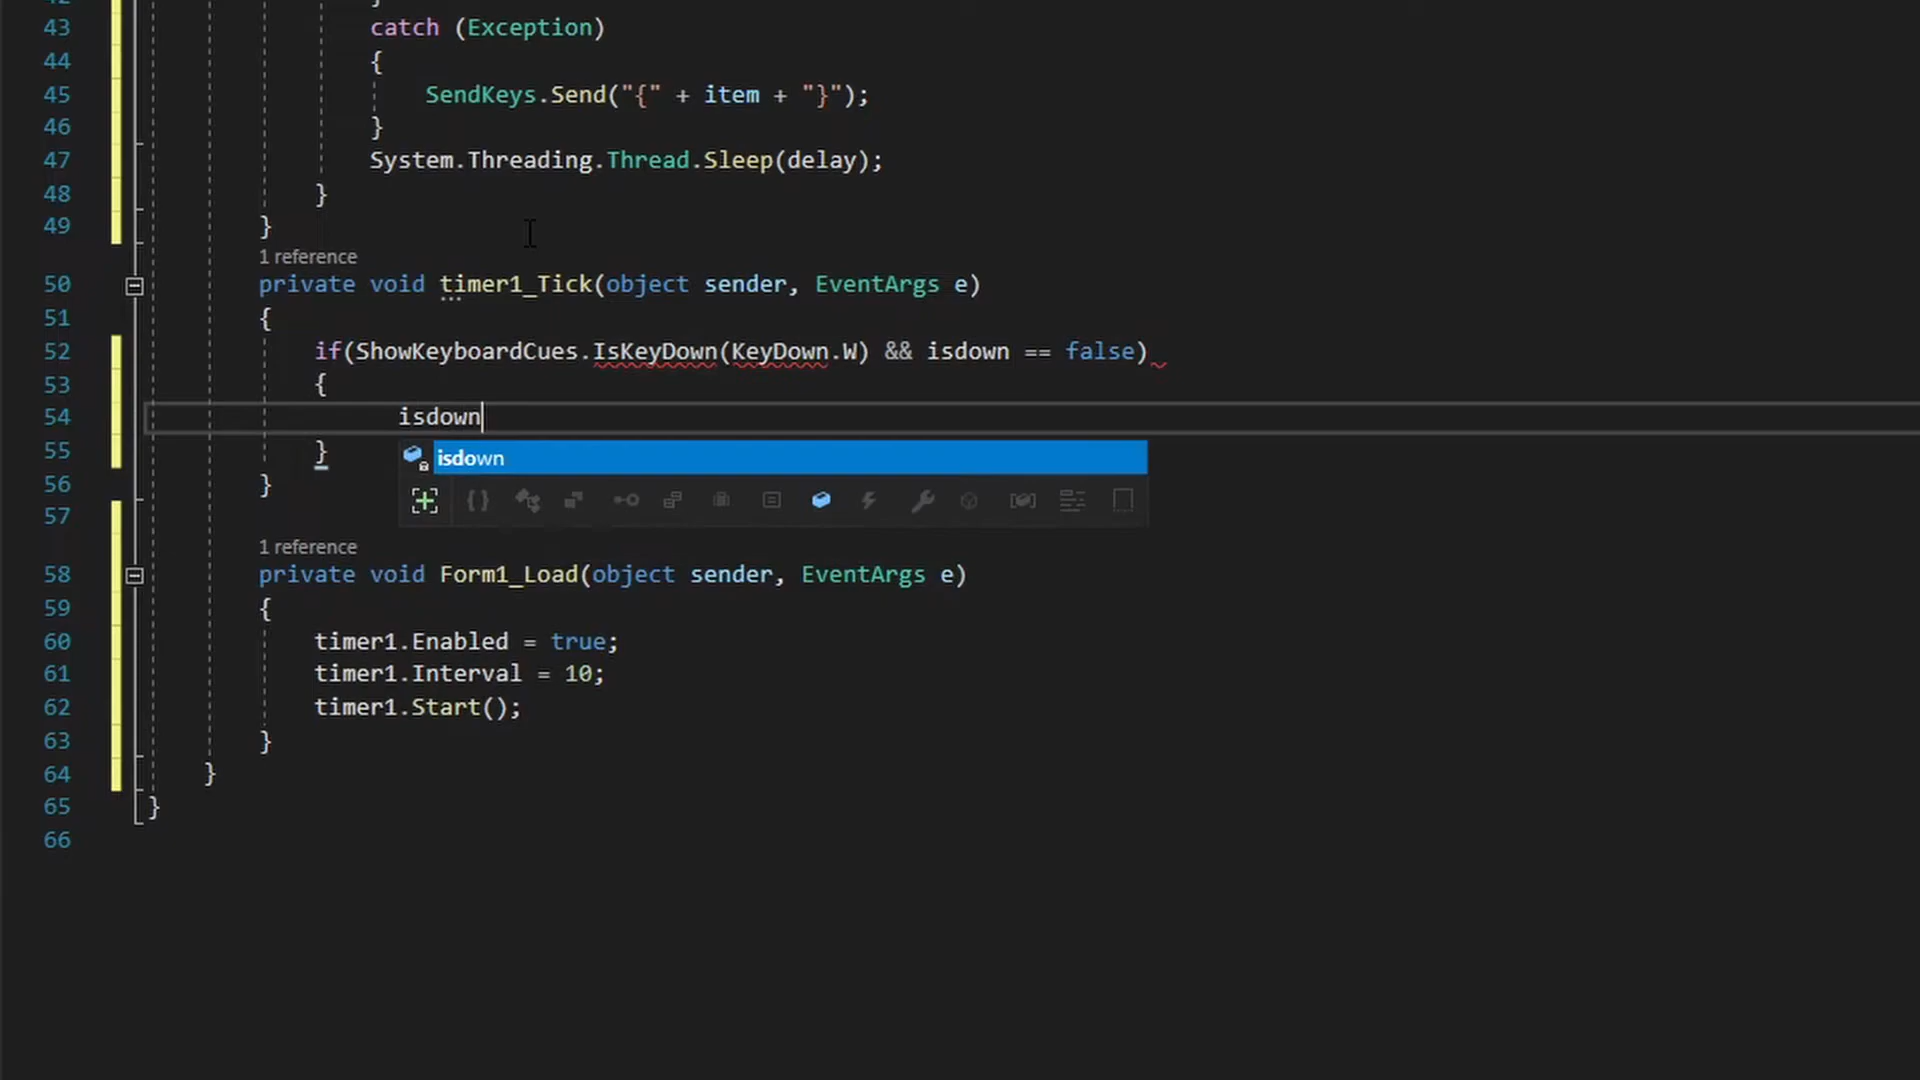 42 }
43 catch (Exception)
44 {
45 SendKeys.Send("{" + item + "}");
46 }
47 System.Threading.Thread.Sleep(delay);
48 }
49 }
1 reference
50 private void timer1_Tick(object sender, EventArgs e)
51 {
52 if(ShowKeyboardCues.IsKeyDown(KeyDown.W) && isdown == false)
53 {
54 isdown
55 }
isdown
56 }
57
1 reference
58 private void Form1_Load(object sender, EventArgs e)
59 {
60 timer1.Enabled = true;
61 timer1.Interval = 10;
62 timer1.Start();
63 }
64 }
65 }
66